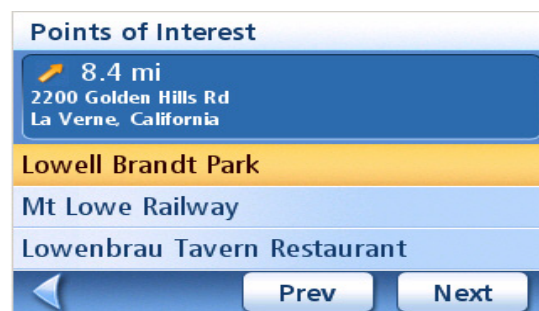 Points of Interest
8.4 mi
2200 Golden Hills Rd
La Verne, California
Lowell Brandt Park
Mt Lowe Railway
Lowenbrau Tavern Restaurant
Prev Next